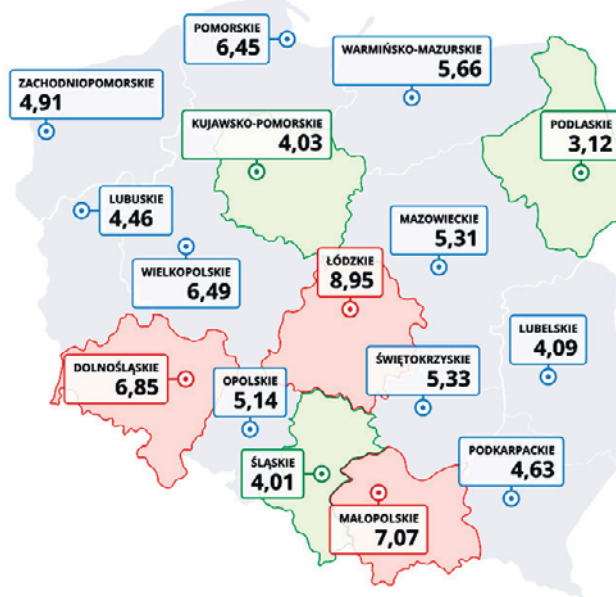 POMORSKIE
6,45
WARMIŃSKO-MAZURSKIE
5,66
ZACHODNIOPOMORSKIE
4,91
KUJAWSKO-POMORSKIE
4,03
PODLASKIE
3,12
LUBUSKIE
4,46
MAZOWIECKIE
5,31
WIELKOPOLSKIE
6,49
ŁÓDZKIE
8,95
LUBELSKIE
4,09
DOLNOŚLĄSKIE
6,85
OPOLSKIE
5,14
ŚWIĘTOKRZYSKIE
5,33
ŚLĄSKIE
4,01
PODKARPACKIE
4,63
MAŁOPOLSKIE
7,07